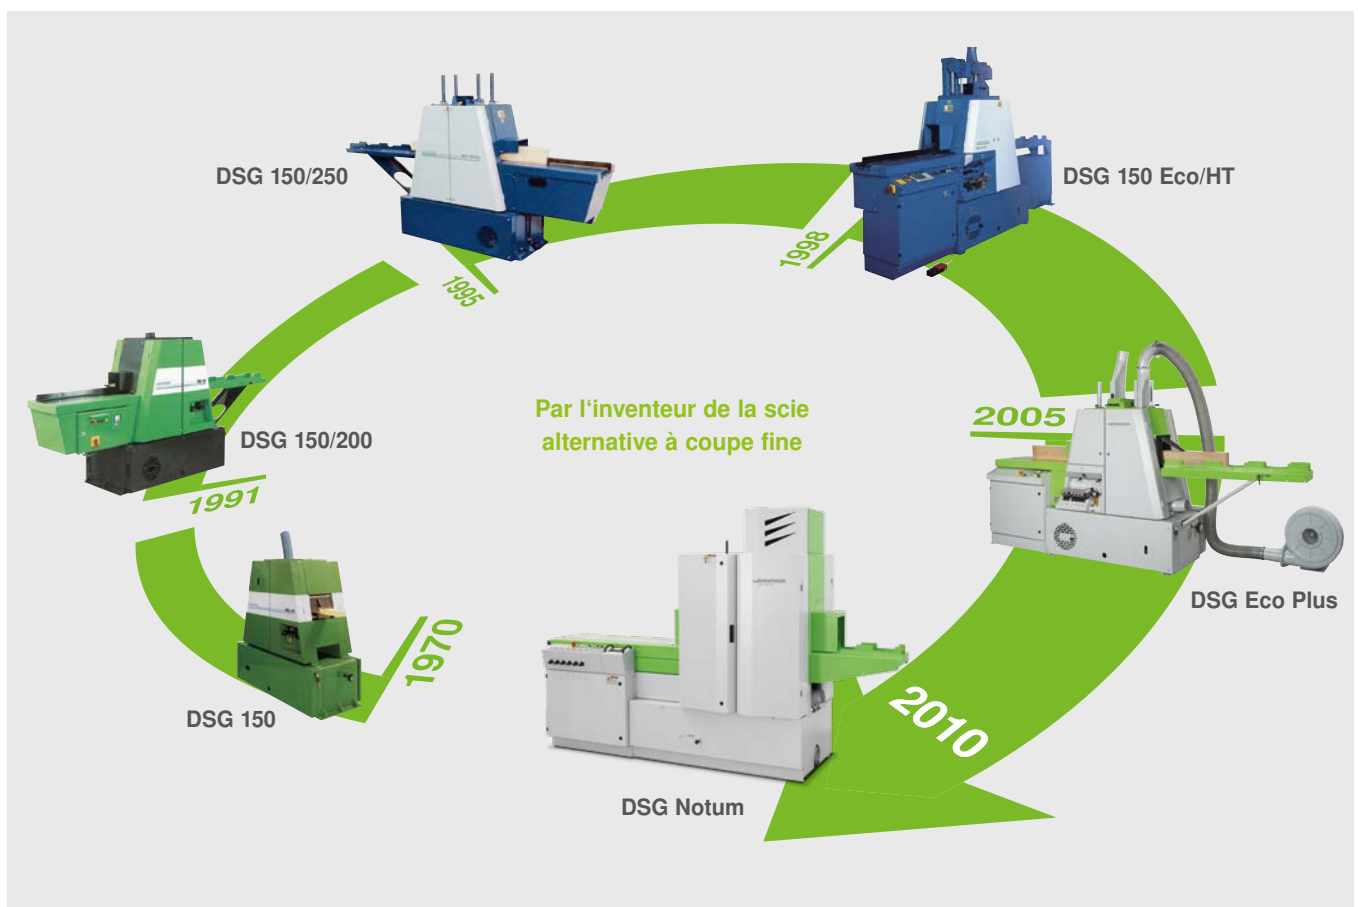 DSG 150/250
DSG 150 Eco/HT
1998
1995
Par l'inventeur de la scie
alternative à coupe fine
2005
DSG 150/200
1991
DSG Eco Plus
1970
DSG 150
2010
DSG Notum